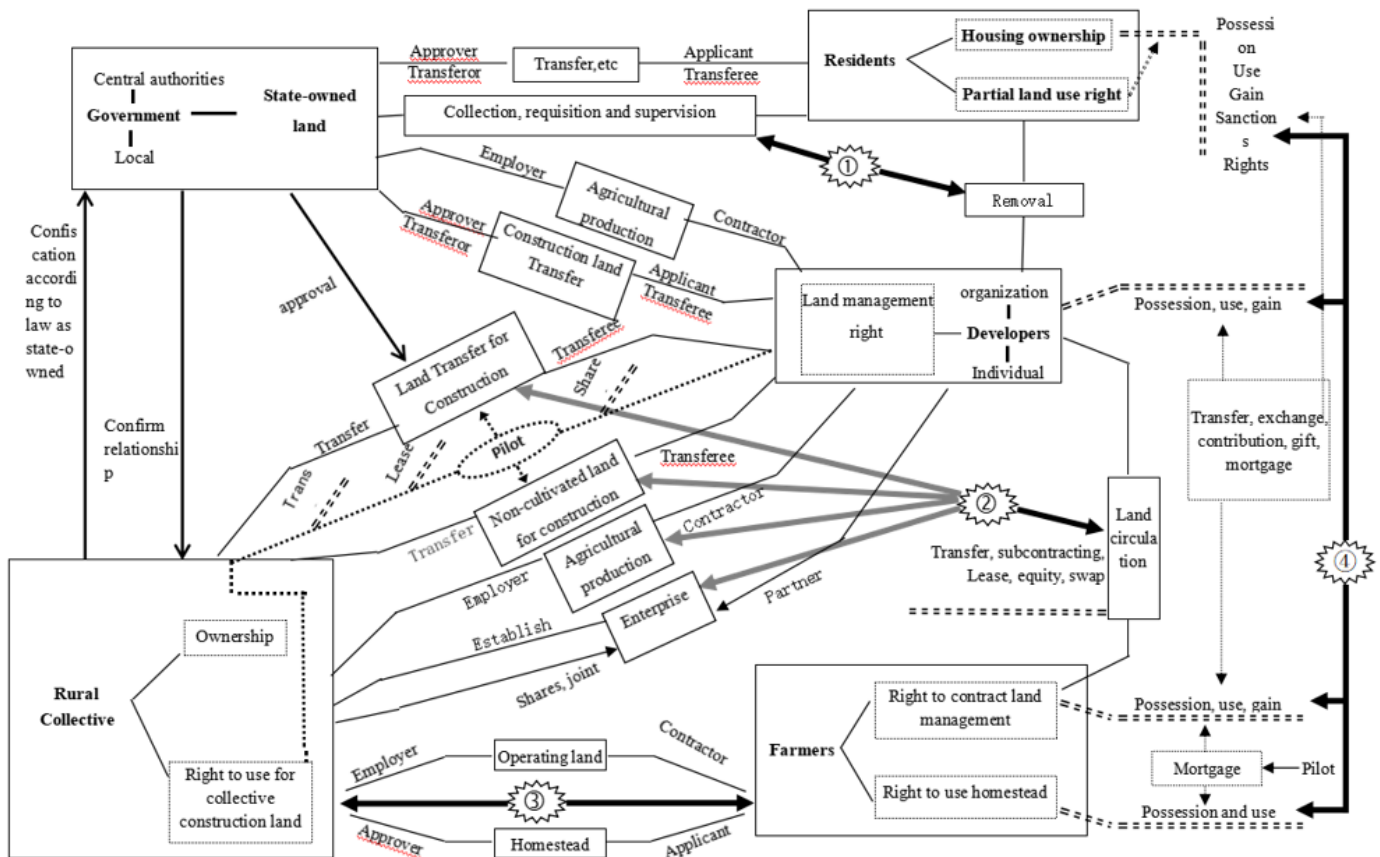 Central authorities
Government
Local
State-owned
land
Approver
Transferor
Transfer,etc
Applicant
Transferee
Collection, requisition and supervision
Residents
Housing ownership
Partial land use right
Possessi
on
Use
Gain
Sanction
s
Rights
①
Removal
Employer
Agricultural
production
Contractor
Approver
Transferor
Construction land
Transfer
Applicant
Transferee
approval
Land management
right
organization
Developers
Individual
Possession, use, gain
Confis
cation
accordi
ng to
law as
state-o
wned
Confirm
relationshi
p
Land Transfer for
Construction
Transferee
Transfer
Share
Trans
Lease
Pilot
Transferee
Non-cultivated land
for construction
Transfer
Contractor
Agricultural
production
Employer
Enterprise
Establish
Partner
Shares, joint
②
Transfer, subcontracting,
Lease, equity, swap
Land
circula
tion
Transfer, exchange,
contribution, gift,
mortgage
④
Rural
Collective
Ownership
Right to use for
collective
construction land
Employer
Operating land
Contractor
③
Approver
Homestead
Applicant
Farmers
Right to contract land
management
Right to use homestead
Possession, use, gain
Mortgage
Pilot
Possession and use